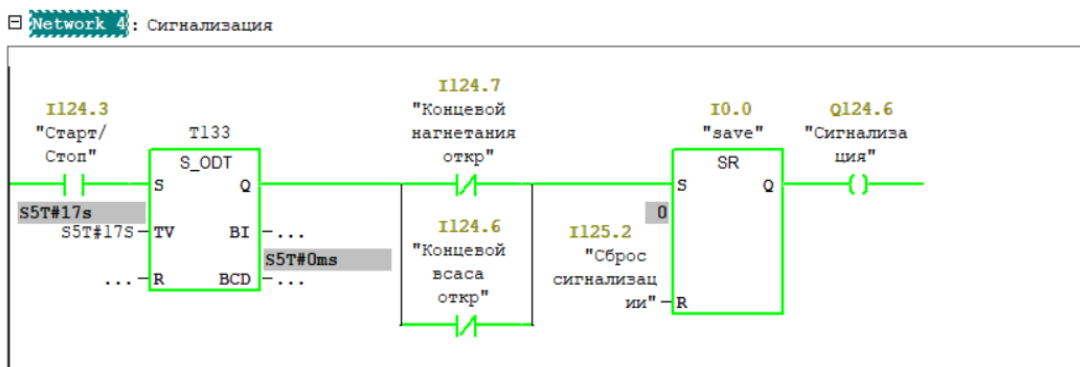 Network 4: Сигнализация
I124.3
"Старт/
Стоп"
T133
S_ODT
S
Q
S5T#17s
S5T#17S
TV
BI
...
S5T#0ms
...
R
BCD
...
I124.7
"Концевой
нагнетания
откр"
I124.6
"Концевой
всаса
откр"
I0.0
"save"
SR
S
Q
0
I125.2
"Сброс
сигнализац
ии"
R
Q124.6
"Сигнализа
ция"